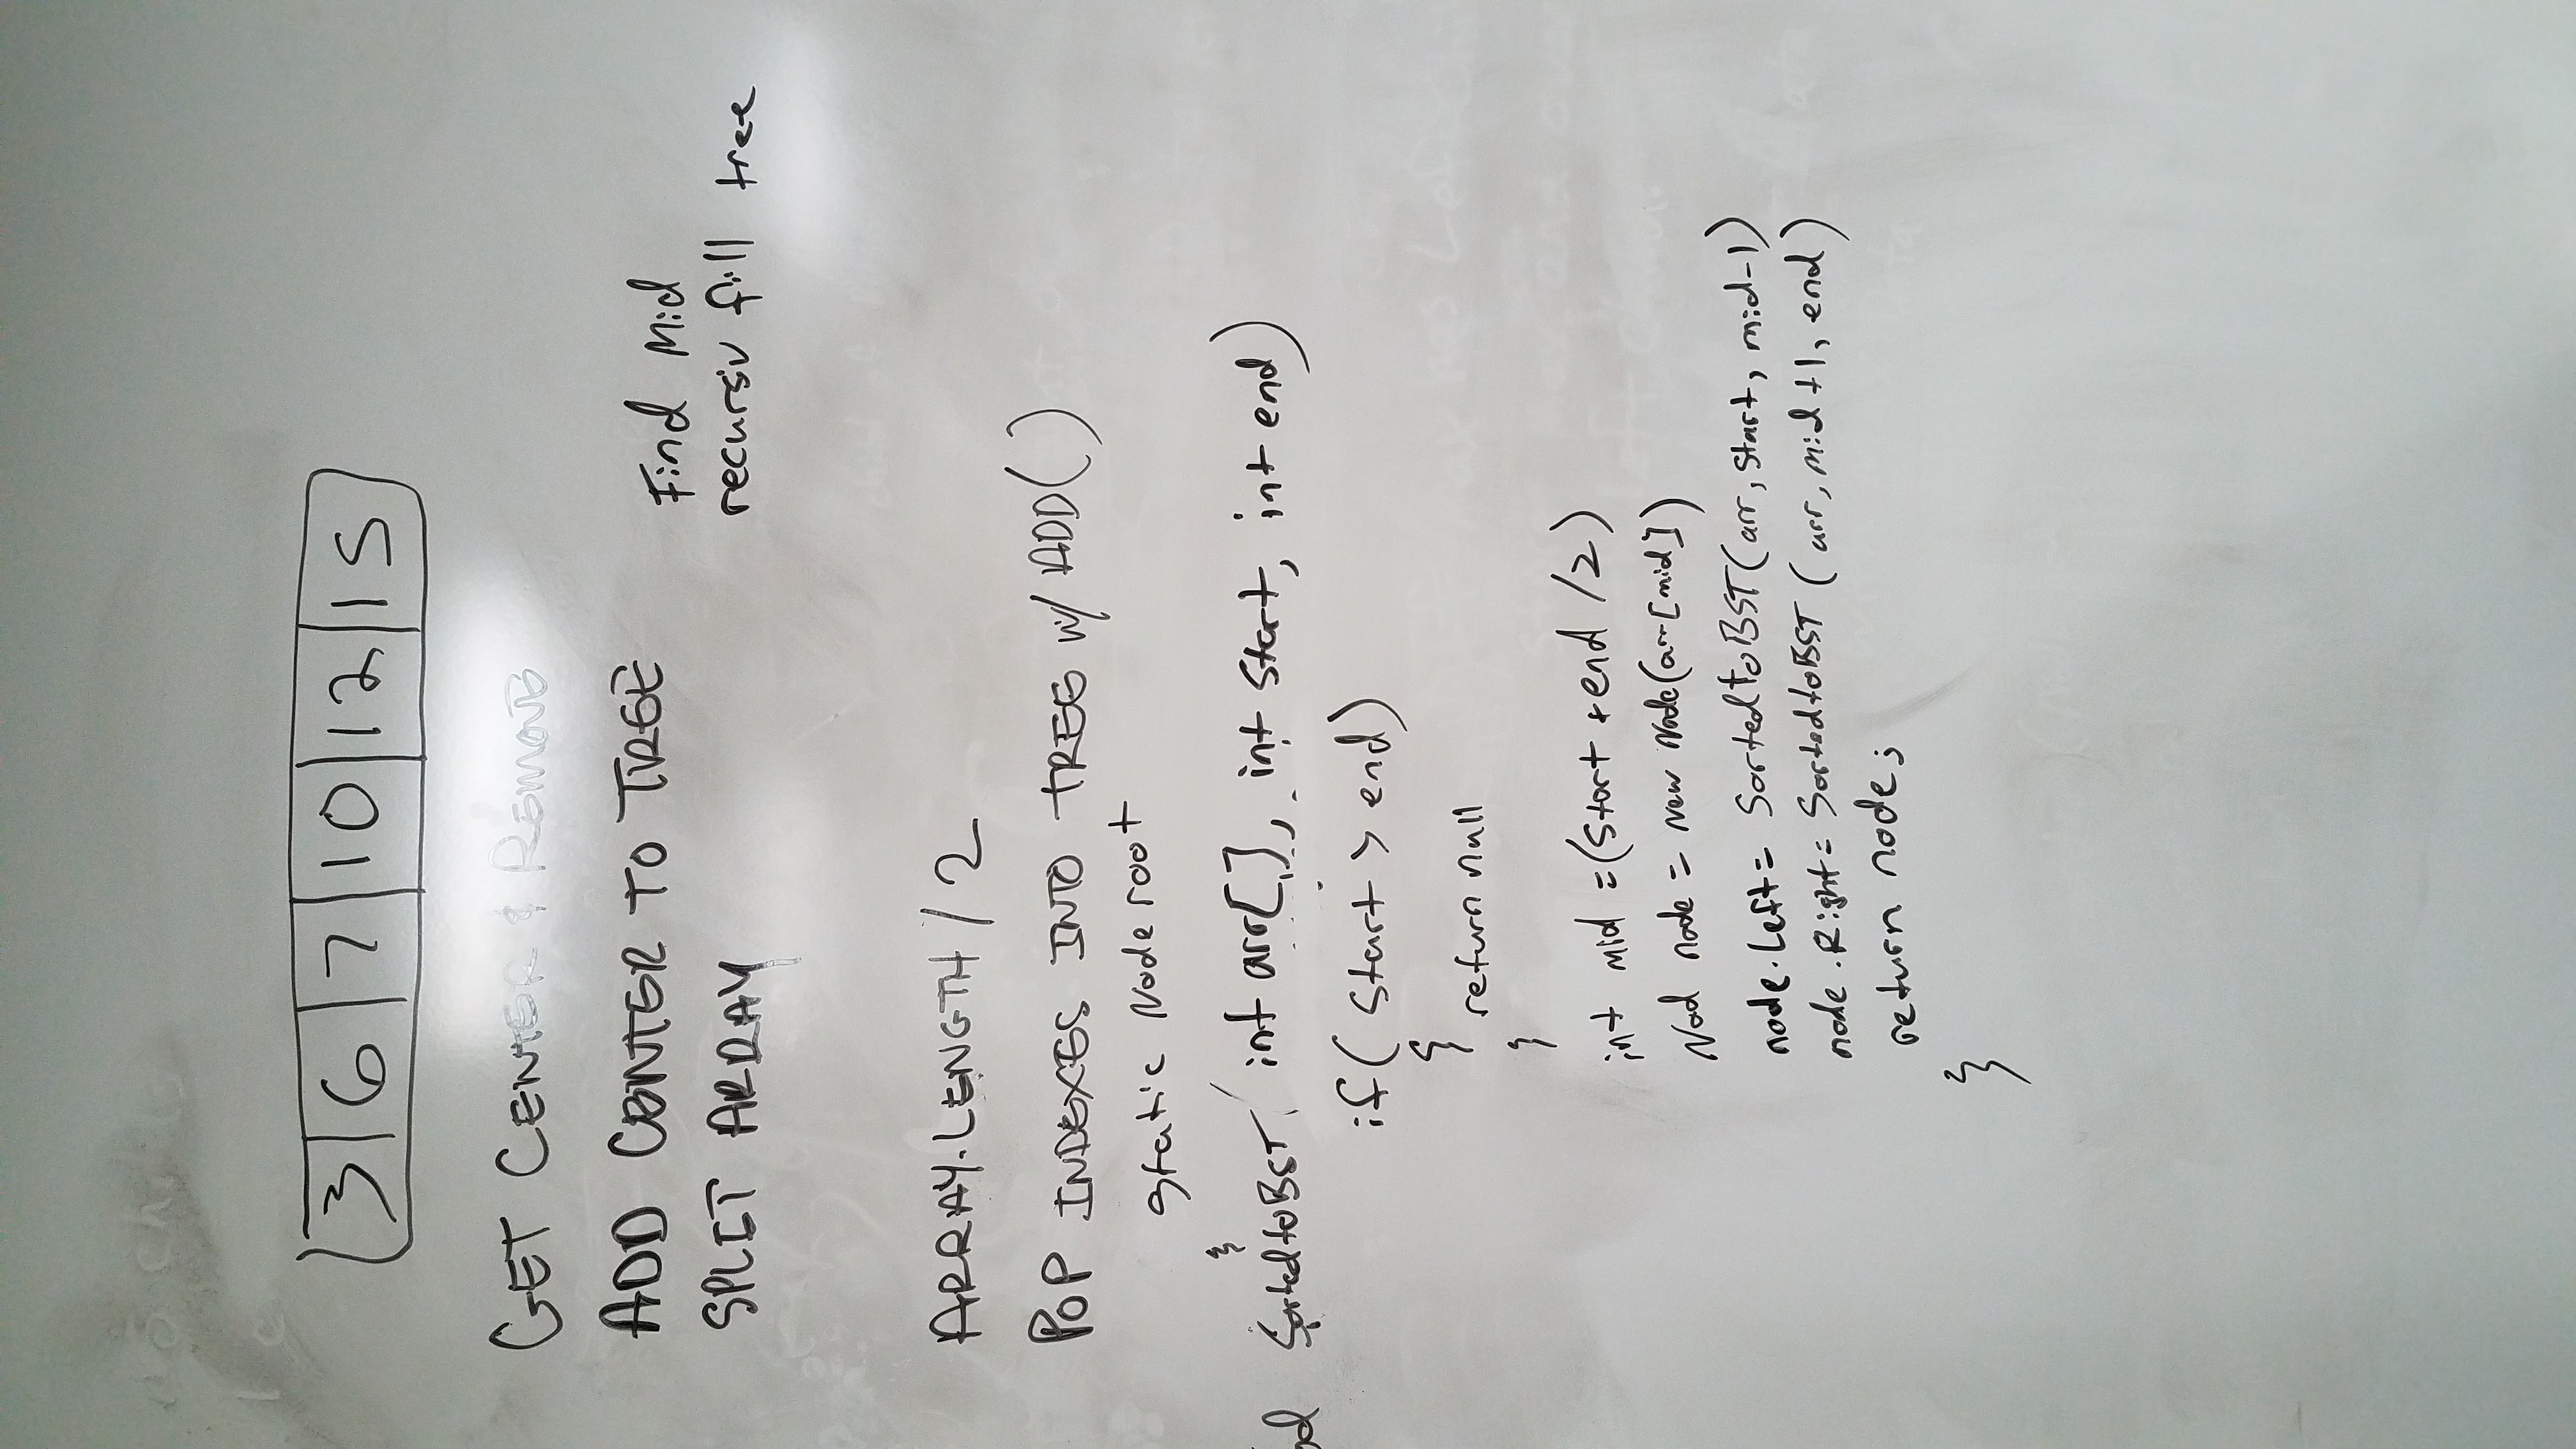 3 6 7 10 12 15
GET CENTER & REMOVE
ADD CENTER TO TREE
SPLIT ARRAY
Find Mid
recursiv fill tree
ARRAY.LENGTH / 2
POP INDEXES INTO TREE w/ ADD()
static Node root
}
od SortedtoBST( int arr[], int start, int end)
if( start > end)
{
return null
}
int mid =(start + end /2)
Nod node = new Node(arr[mid])
node.Left= SortedtoBST(arr, start, mid-1)
node.Right= SortedtoBST (arr, mid+1, end)
return node;
}